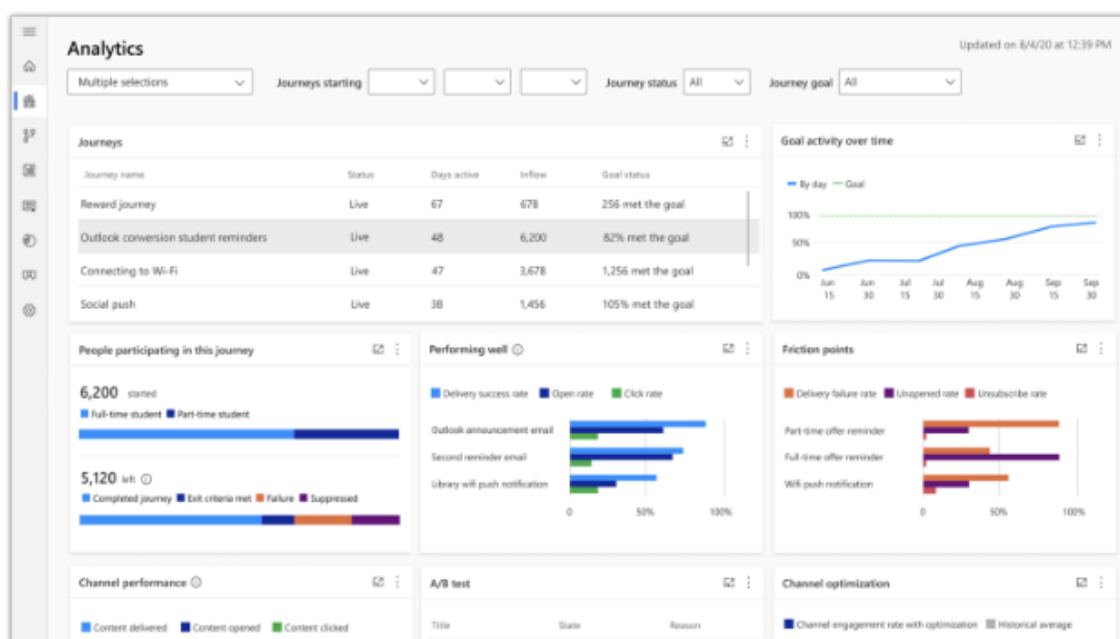 Analytics
Updated on 8/4/20 at 12:39 PM
Multiple selections
Journeys starting
Journey status All
Journey goal All
Journeys
Journey name Status Days active Inflow Goal status
Reward journey Live 67 678 256 met the goal
Outlook conversion student reminders Live 48 6,200 82% met the goal
Connecting to Wi-Fi Live 47 3,678 1,256 met the goal
Social push Live 38 1,456 105% met the goal
Goal activity over time
By day Goal
100%
50%
0%
Jun 15 Jun 30 Jul 15 Jul 30 Aug 15 Aug 30 Sep 15 Sep 30
People participating in this journey
6,200 started
Full-time student Part-time student
5,120 left
Completed journey Exit criteria met Failure Suppressed
Performing well
Delivery success rate Open rate Click rate
Outlook announcement email
Second reminder email
Library wifi push notification
0 50% 100%
Friction points
Delivery failure rate Unopened rate Unsubscribe rate
Part-time offer reminder
Full-time offer reminder
Wifi push notification
0 50% 100%
Channel performance
Content delivered Content opened Content clicked
A/B test
Title State Reason
Channel optimization
Channel engagement rate with optimization Historical average